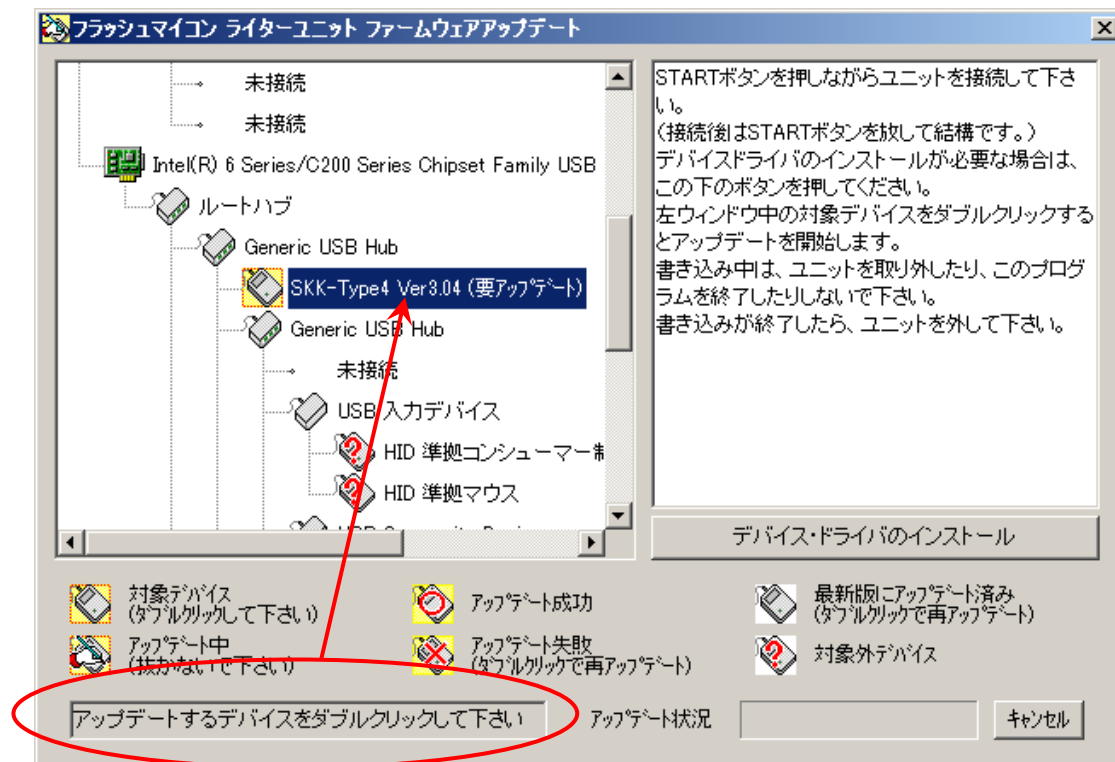 フラッシュマイコン ライターユニット ファームウェアアップデート
未接続
未接続
Intel(R) 6 Series/C200 Series Chipset Family USB
ルートハブ
Generic USB Hub
SKK-Type4 Ver3.04 (要アップデート)
Generic USB Hub
未接続
USB 入力デバイス
HID 準拠コンシューマー制
HID 準拠マウス
STARTボタンを押しながらユニットを接続して下さ
い。
(接続後はSTARTボタンを放して結構です。)
デバイスドライバのインストールが必要な場合は、
この下のボタンを押してください。
左ウィンドウ中の対象デバイスをダブルクリックする
とアップデートを開始します。
書き込み中は、ユニットを取り外したり、このプログ
ラムを終了したりしないで下さい。
書き込みが終了したら、ユニットを外して下さい。
デバイス・ドライバのインストール
対象デバイス
(ダブルクリックして下さい)
アップデート成功
最新版にアップデート済み
(ダブルクリックで再アップデート)
アップデート中
(抜かないで下さい)
アップデート失敗
(ダブルクリックで再アップデート)
対象外デバイス
アップデートするデバイスをダブルクリックして下さい
アップデート状況
キャンセル